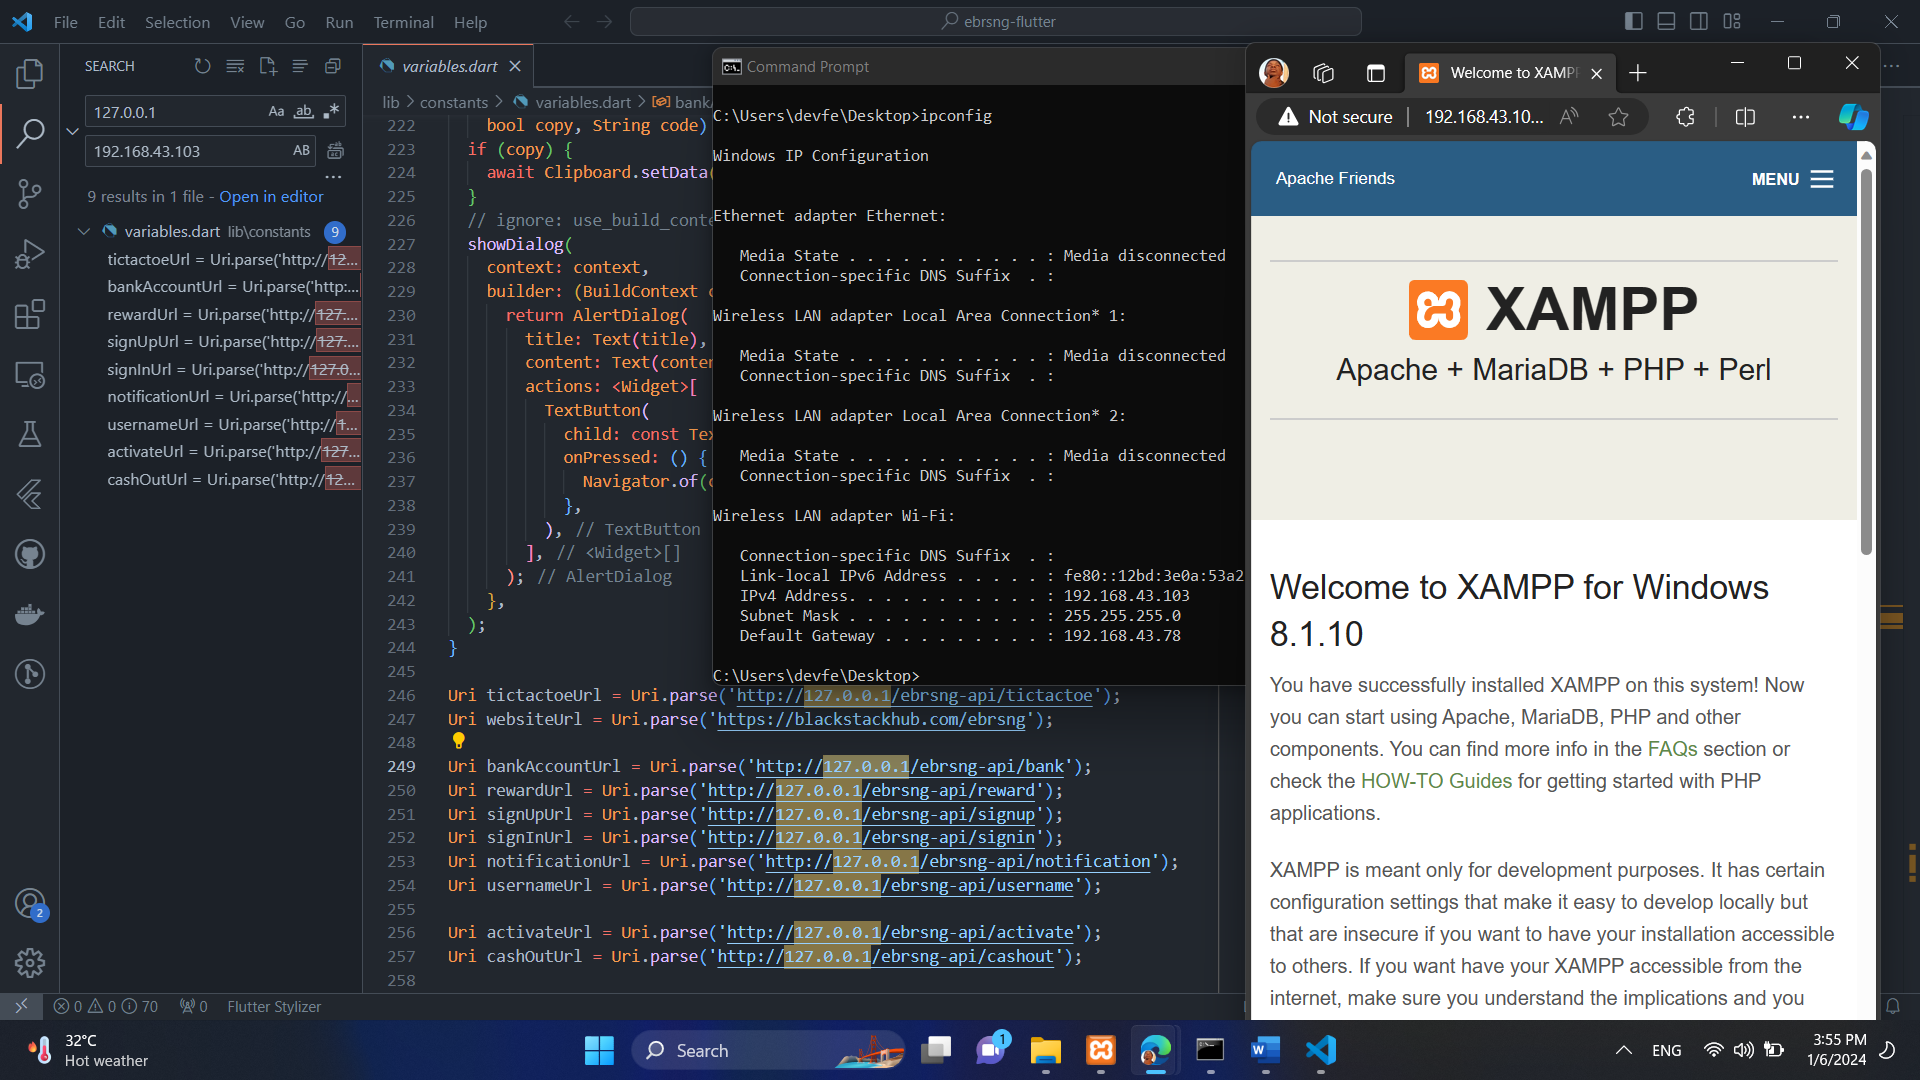 File Edit Selection View Go Run Terminal Help
ebrsng-flutter
SEARCH
127.0.0.1
Aa ab
192.168.43.103
AB
9 results in 1 file - Open in editor
variables.dart lib\constants 9
tictactoeUrl = Uri.parse('http://12...
bankAccountUrl = Uri.parse('http:...
rewardUrl = Uri.parse('http://127....
signUpUrl = Uri.parse('http://127....
signInUrl = Uri.parse('http://127.0...
notificationUrl = Uri.parse('http://...
usernameUrl = Uri.parse('http://1...
activateUrl = Uri.parse('http://127...
cashOutUrl = Uri.parse('http://12...
variables.dart
lib > constants > variables.dart > bank
222 bool copy, String code)
223 if (copy) {
224 await Clipboard.setData(
225 }
226 // ignore: use_build_conte
227 showDialog(
228 context: context,
229 builder: (BuildContext c
230 return AlertDialog(
231 title: Text(title),
232 content: Text(conten
233 actions: <Widget>[
234 TextButton(
235 child: const Tex
236 onPressed: () {
237 Navigator.of(c
238 },
239 ), // TextButton
240 ], // <Widget>[]
241 ); // AlertDialog
242 },
243 );
244 }
245
246 Uri tictactoeUrl = Uri.parse('http://127.0.0.1/ebrsng-api/tictactoe');
247 Uri websiteUrl = Uri.parse('https://blackstackhub.com/ebrsng');
248
249 Uri bankAccountUrl = Uri.parse('http://127.0.0.1/ebrsng-api/bank');
250 Uri rewardUrl = Uri.parse('http://127.0.0.1/ebrsng-api/reward');
251 Uri signUpUrl = Uri.parse('http://127.0.0.1/ebrsng-api/signup');
252 Uri signInUrl = Uri.parse('http://127.0.0.1/ebrsng-api/signin');
253 Uri notificationUrl = Uri.parse('http://127.0.0.1/ebrsng-api/notification');
254 Uri usernameUrl = Uri.parse('http://127.0.0.1/ebrsng-api/username');
255
256 Uri activateUrl = Uri.parse('http://127.0.0.1/ebrsng-api/activate');
257 Uri cashOutUrl = Uri.parse('http://127.0.0.1/ebrsng-api/cashout');
258
Command Prompt
C:\Users\devfe\Desktop>ipconfig
Windows IP Configuration
Ethernet adapter Ethernet:
Media State . . . . . . . . . . . : Media disconnected
Connection-specific DNS Suffix . :
Wireless LAN adapter Local Area Connection* 1:
Media State . . . . . . . . . . . : Media disconnected
Connection-specific DNS Suffix . :
Wireless LAN adapter Local Area Connection* 2:
Media State . . . . . . . . . . . : Media disconnected
Connection-specific DNS Suffix . :
Wireless LAN adapter Wi-Fi:
Connection-specific DNS Suffix . :
Link-local IPv6 Address . . . . . : fe80::12bd:3e0a:53a2
IPv4 Address. . . . . . . . . . . : 192.168.43.103
Subnet Mask . . . . . . . . . . . : 255.255.255.0
Default Gateway . . . . . . . . . : 192.168.43.78
C:\Users\devfe\Desktop>
Welcome to XAMPP
Not secure 192.168.43.10...
Apache Friends
MENU
XAMPP
Apache + MariaDB + PHP + Perl
Welcome to XAMPP for Windows
8.1.10
You have successfully installed XAMPP on this system! Now
you can start using Apache, MariaDB, PHP and other
components. You can find more info in the FAQs section or
check the HOW-TO Guides for getting started with PHP
applications.
XAMPP is meant only for development purposes. It has certain
configuration settings that make it easy to develop locally but
that are insecure if you want to have your installation accessible
to others. If you want have your XAMPP accessible from the
internet, make sure you understand the implications and you
2
0 0 70 0 Flutter Stylizer
32°C
Hot weather
Search
1
ENG
3:55 PM
1/6/2024